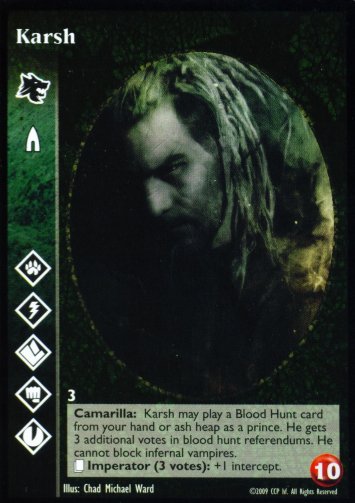 Karsh
3
Camarilla: Karsh may play a Blood Hunt card
from your hand or ash heap as a prince. He gets
3 additional votes in blood hunt referendums. He
cannot block infernal vampires.
Imperator (3 votes): +1 intercept.
10
Illus: Chad Michael Ward
©2009 CCP hf. All Rights Reserved